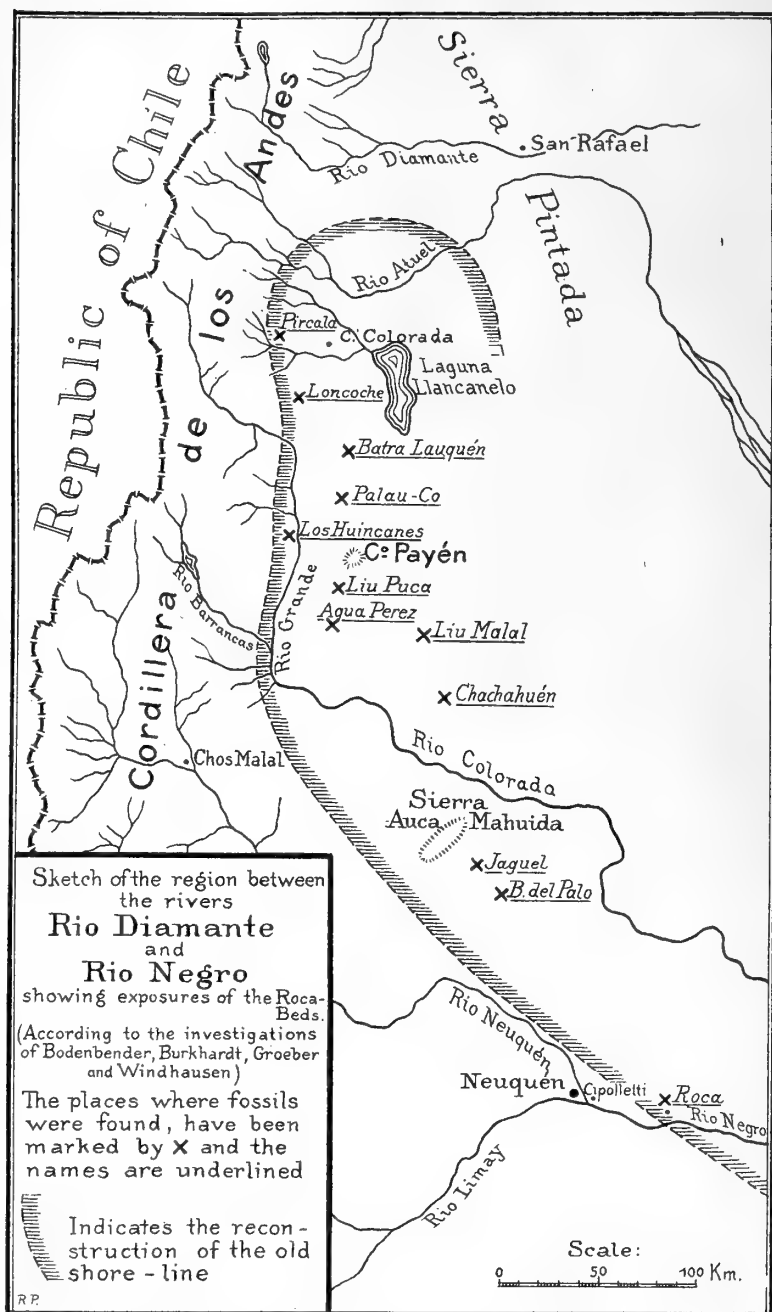 Republic of Chile
Cordillera de los Andes
Sierra Pintada
San Rafael
Rio Diamante
Rio Atuel
Pircala
C. Colorada
Laguna
Llancanelo
Loncoche
Batra Lauquén
Palau-Co
Los Huincanes
Co Payén
Liu Puca
Agua Perez
Liu Malal
Rio Barrancas
Rio Grande
Chachahuén
Rio Colorada
Chos Malal
Sierra
Auca Mahuida
Jaguel
B. del Palo
Rio Neuquén
Neuquén
Cipolletti
Roca
Rio Negro
Rio Limay
Sketch of the region between
the rivers
Rio Diamante
and
Rio Negro
showing exposures of the Roca-
Beds.
(According to the investigations
of Bodenbender, Burkhardt, Groeber
and Windhausen)
The places where fossils
were found, have been
marked by X and the
names are underlined
Indicates the recon-
struction of the old
shore-line
R.P.
Scale:
0 50 100 Km.